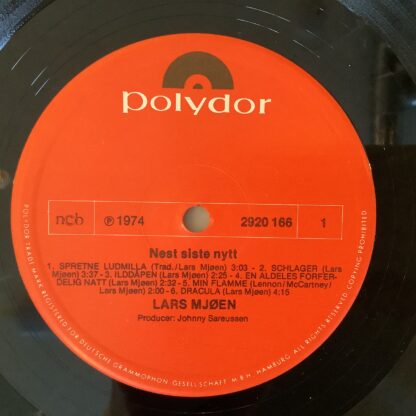 polydor
ncb
℗ 1974
2920 166
1
Nest siste nytt
1. SPRETNE LUDMILLA (Trad./Lars Mjøen) 3:03 - 2. SCHLAGER (Lars
Mjøen) 3:37 - 3. ILDDÅPEN (Lars Mjøen) 2:25 - 4. EN ALDELES FORFER-
DELIG NATT (Lars Mjøen) 2:32 - 5. MIN FLAMME (Lennon/McCartney/
Lars Mjøen) 2:00 - 6. DRACULA (Lars Mjøen) 4:15
LARS MJØEN
Producer: Johnny Sareussen
POLYDOR TRADE MARK REGISTERED FOR DEUTSCHE GRAMMOPHON GESELLSCHAFT M·B·H· HAMBURG ALL RIGHTS RESERVED COPYING PROHIBITED